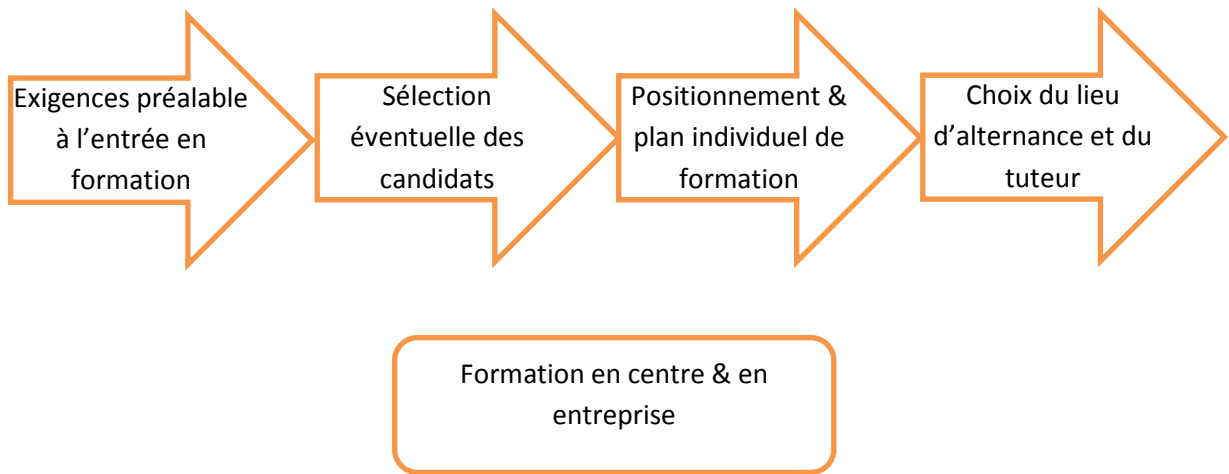 Exigences préalable
à l’entrée en
formation
Sélection
éventuelle des
candidats
Positionnement &
plan individuel de
formation
Choix du lieu
d’alternance et du
tuteur
Formation en centre & en
entreprise